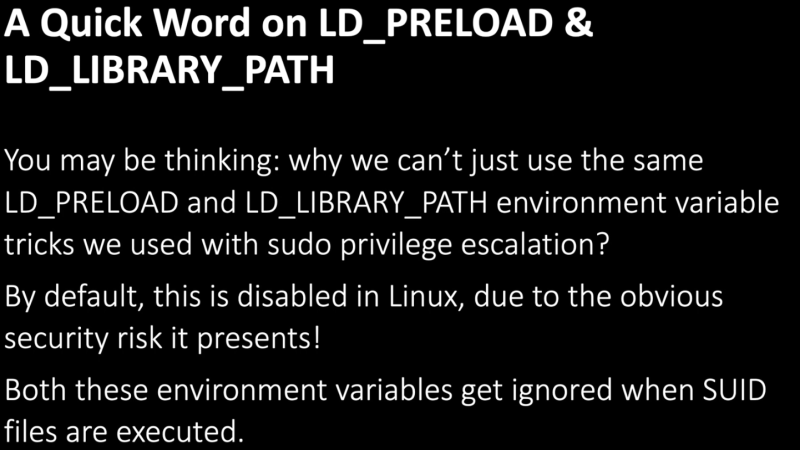 A Quick Word on LD_PRELOAD &
LD_LIBRARY_PATH
You may be thinking: why we can’t just use the same
LD_PRELOAD and LD_LIBRARY_PATH environment variable
tricks we used with sudo privilege escalation?
By default, this is disabled in Linux, due to the obvious
security risk it presents!
Both these environment variables get ignored when SUID
files are executed.